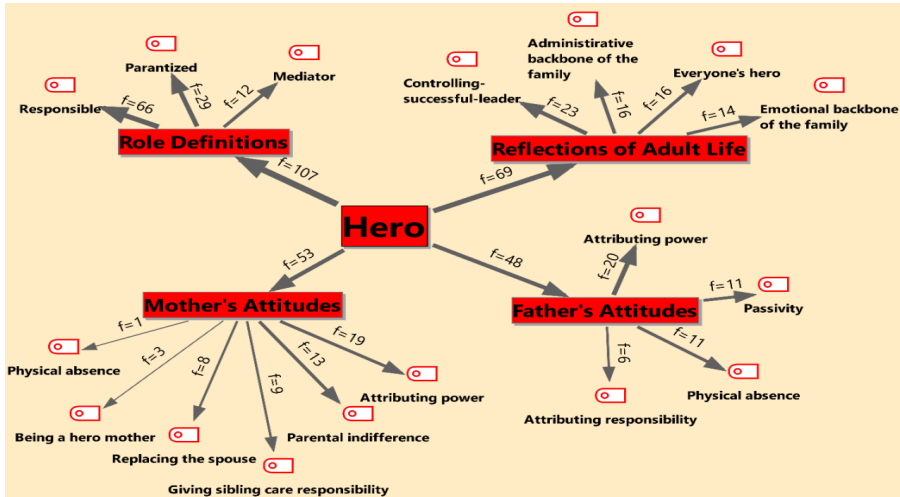 Responsible
Parantized
Mediator
f=66
f=29
f=12
Role Definitions
f=107
Controlling-
successful-leader
Administirative
backbone of the
family
Everyone's hero
Emotional backbone
of the family
f=23
f=16
f=16
f=14
Reflections of Adult Life
f=69
Hero
f=53
Mother's Attitudes
f=1
f=3
f=8
f=9
f=13
f=19
Physical absence
Being a hero mother
Replacing the spouse
Giving sibling care responsibility
Parental indifference
Attributing power
f=48
Father's Attitudes
f=20
f=11
f=11
f=6
Attributing power
Passivity
Physical absence
Attributing responsibility